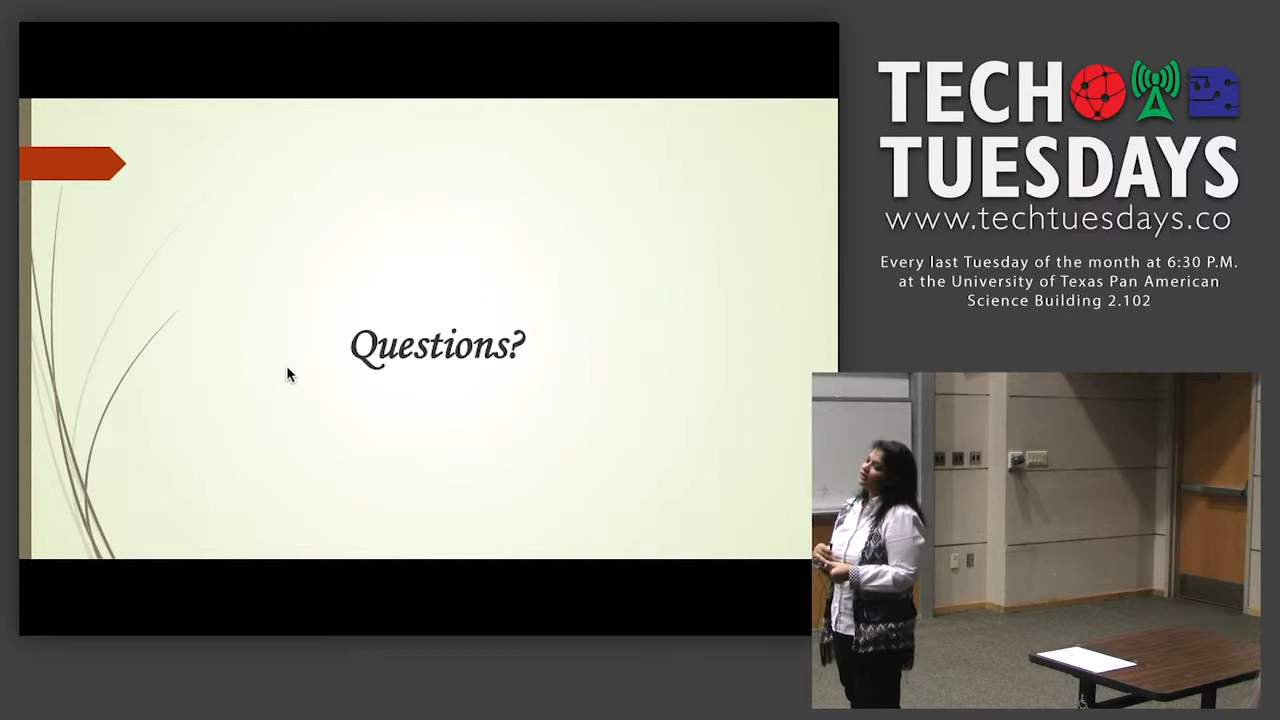 Questions?
TECH
TUESDAYS
www.techtuesdays.co
Every last Tuesday of the month at 6:30 P.M.
at the University of Texas Pan American
Science Building 2.102